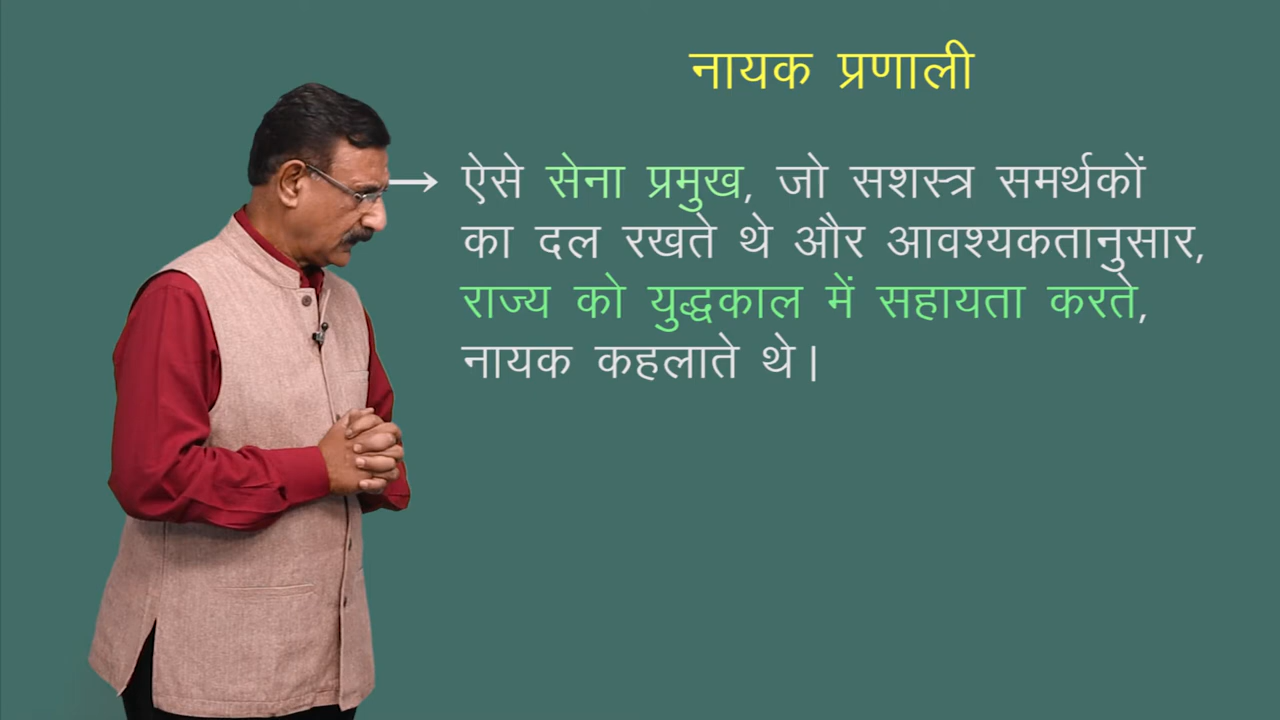 नायक प्रणाली
→ ऐसे सेना प्रमुख, जो सशस्त्र समर्थकों
का दल रखते थे और आवश्यकतानुसार,
राज्य को युद्धकाल में सहायता करते,
नायक कहलाते थे।